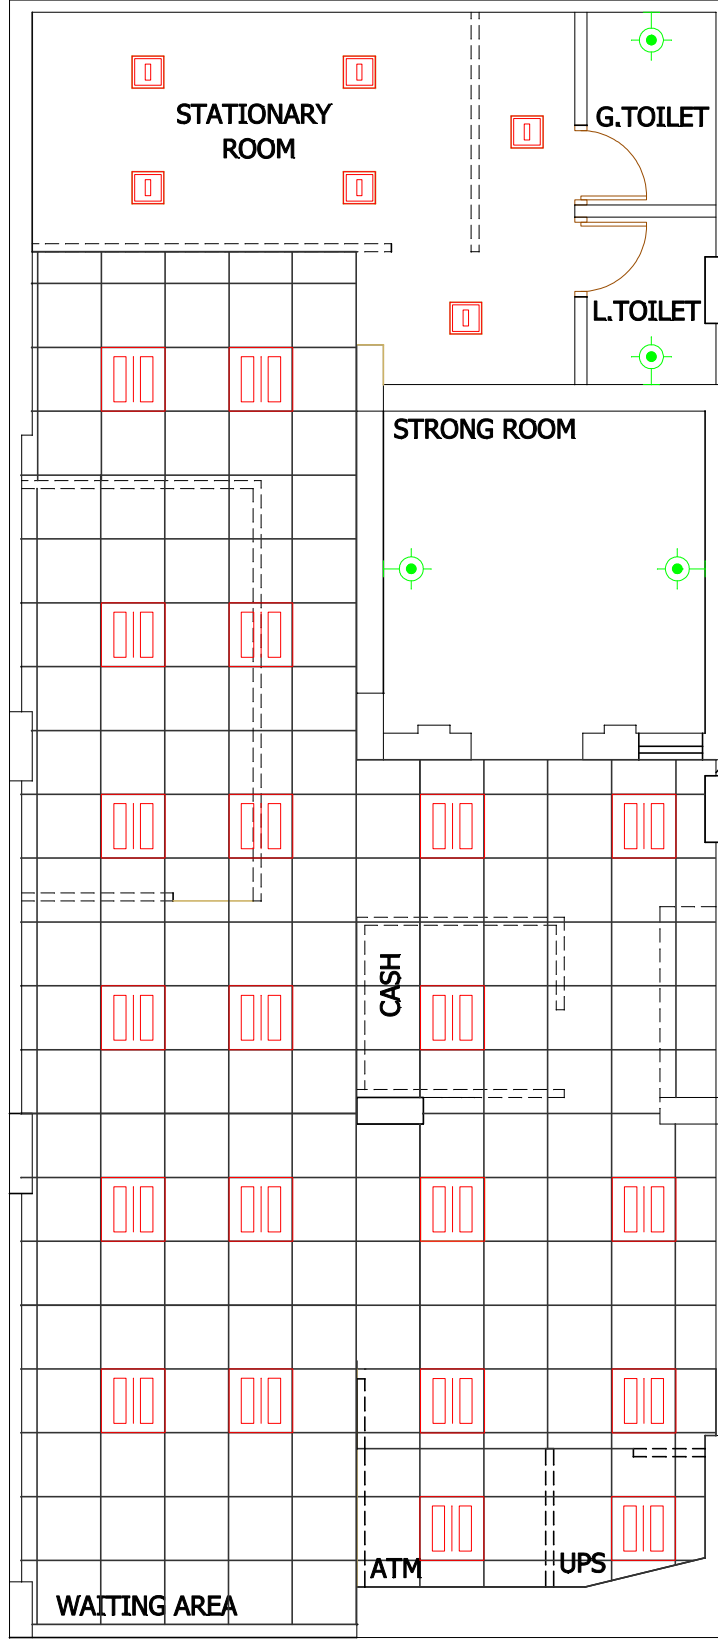 STATIONARY
ROOM
G.TOILET
L.TOILET
STRONG ROOM
CASH
ATM
UPS
WAITING AREA